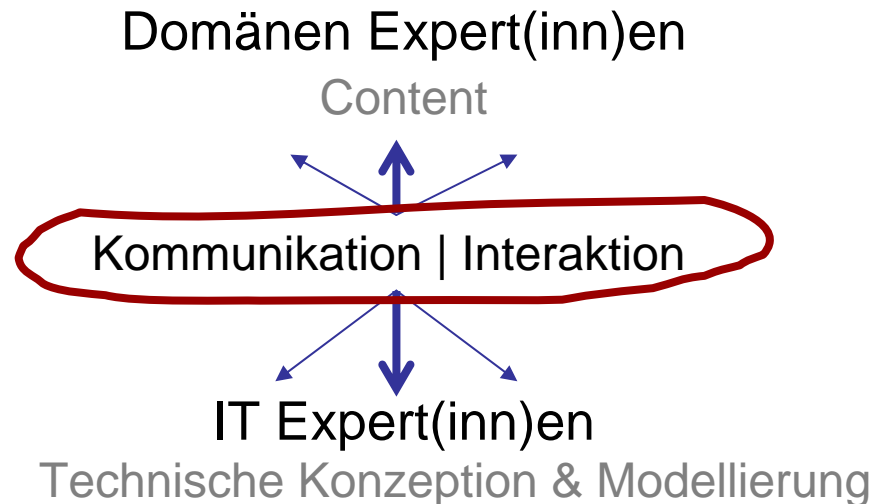 Domänen Expert(inn)en
Content
Kommunikation | Interaktion
IT Expert(inn)en
Technische Konzeption & Modellierung